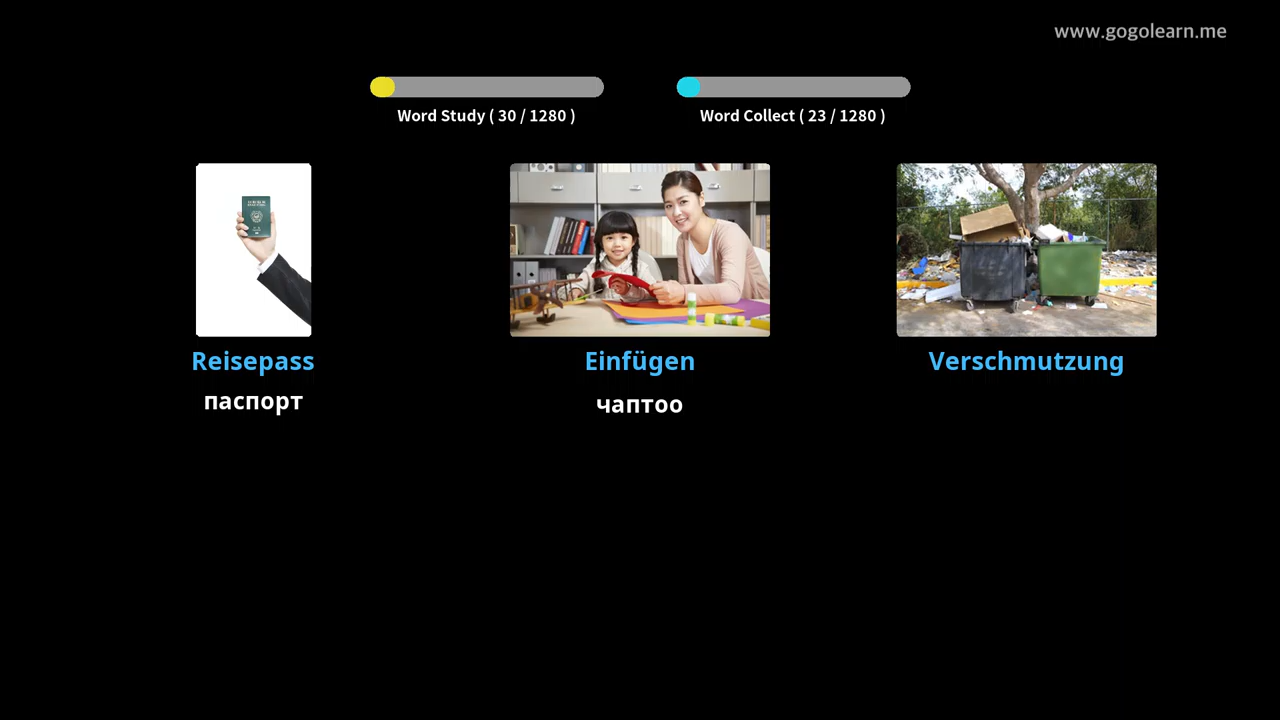 www.gogolearn.me
Word Study ( 30 / 1280 )
Word Collect ( 23 / 1280 )
Reisepass
Einfügen
Verschmutzung
паспорт
чаптоо